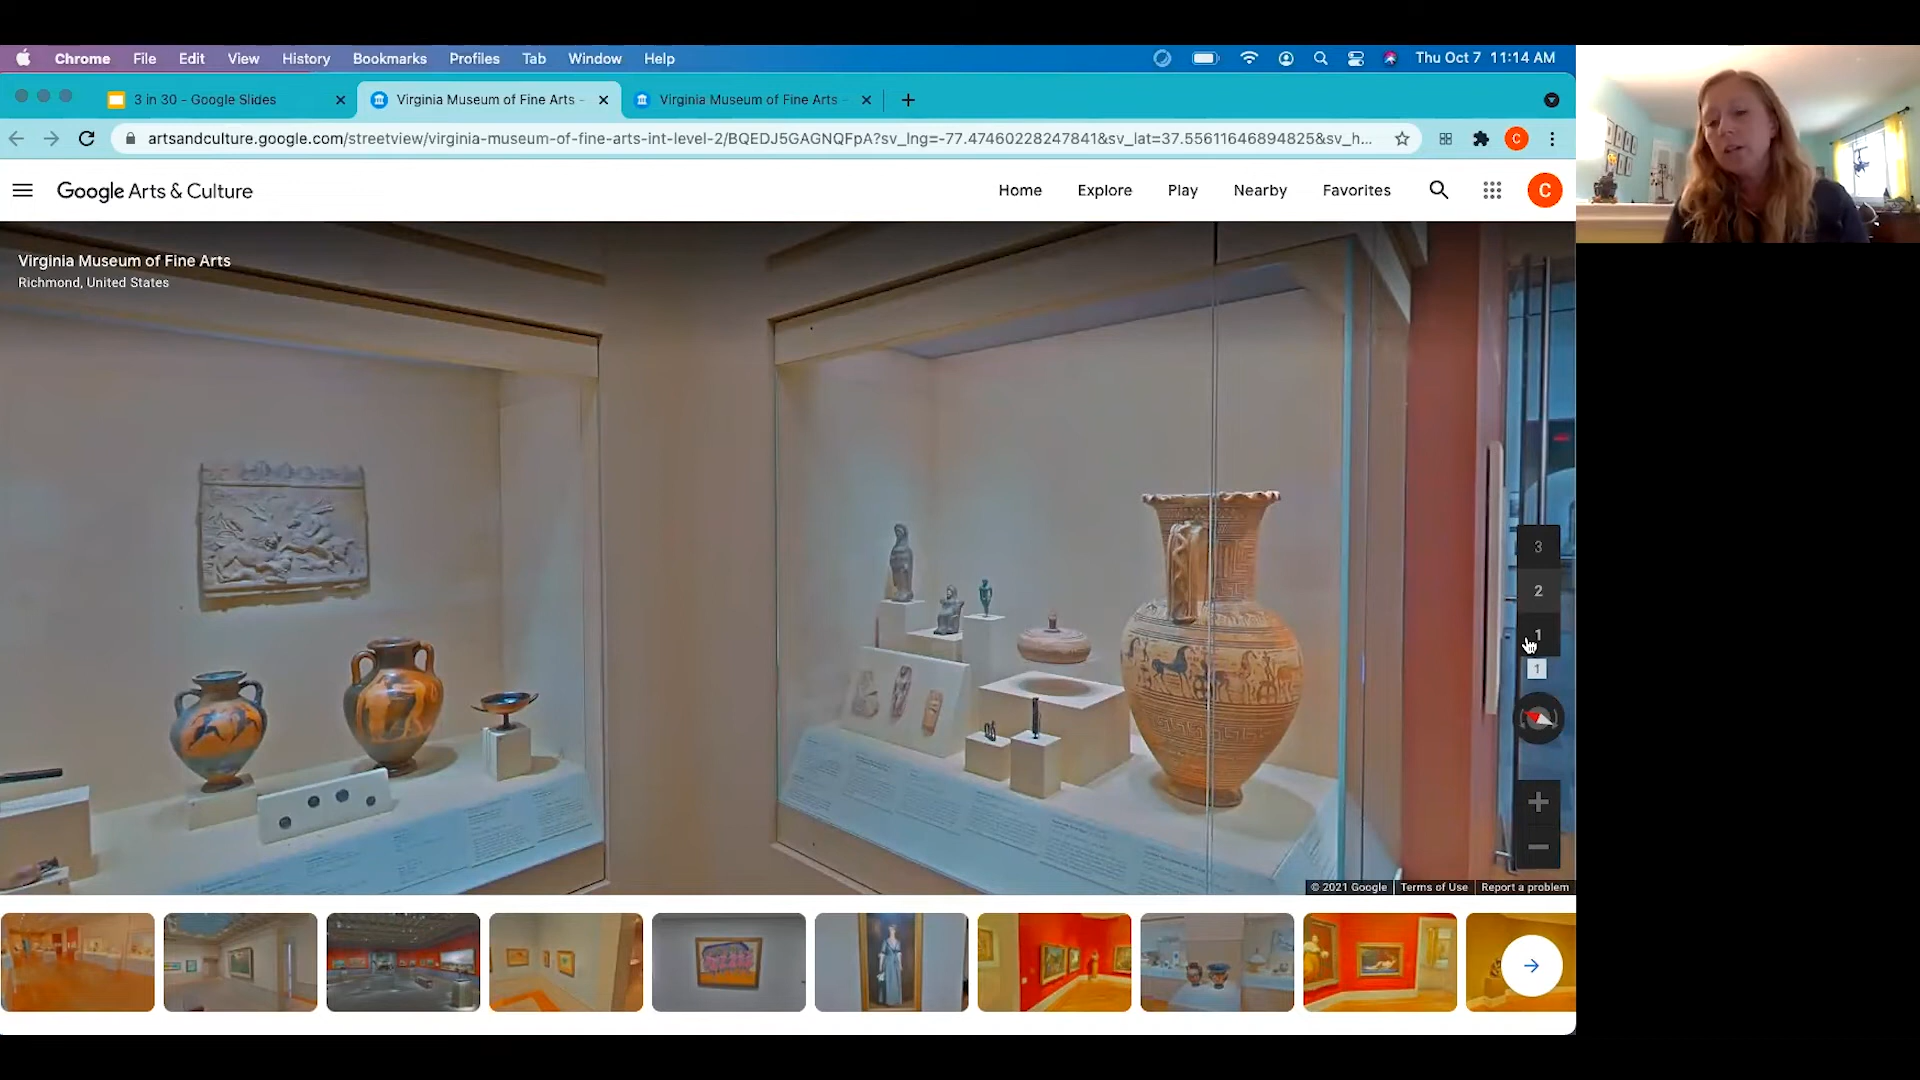 Chrome File Edit View History Bookmarks Profiles Tab Window Help Thu Oct 7 11:14 AM
3 in 30 - Google Slides Virginia Museum of Fine Arts - Virginia Museum of Fine Arts -
artsandculture.google.com/streetview/virginia-museum-of-fine-arts-int-level-2/BQEDJ5GAGNQFpA?sv_lng=-77.47460228247841&sv_lat=37.55611646894825&sv_h... C
Google Arts & Culture Home Explore Play Nearby Favorites C
Virginia Museum of Fine Arts
Richmond, United States
3
2
1
1
© 2021 Google Terms of Use Report a problem